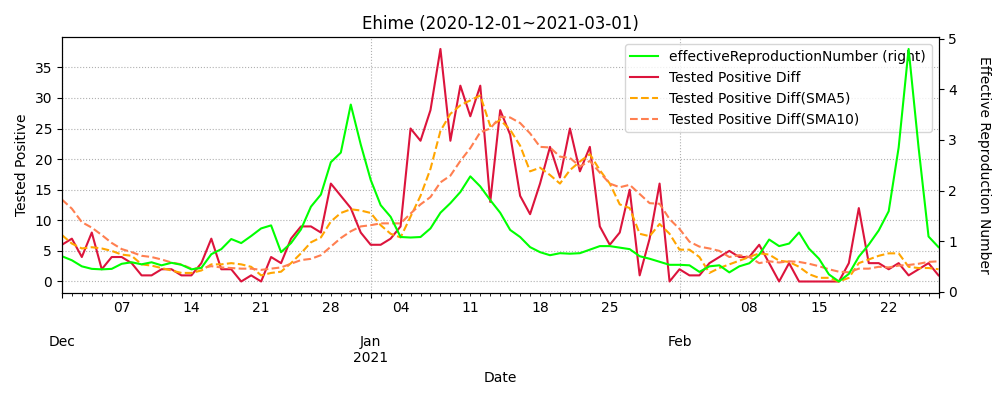 Ehime (2020-12-01~2021-03-01)
effectiveReproductionNumber (right)
Tested Positive Diff
Tested Positive Diff(SMA5)
Tested Positive Diff(SMA10)
Tested Positive
35
30
25
20
15
10
5
0
Effective Reproduction Number
5
4
3
2
1
0
07 14 21 28 04 11 18 25 08 15 22
Dec Jan Feb
2021
Date